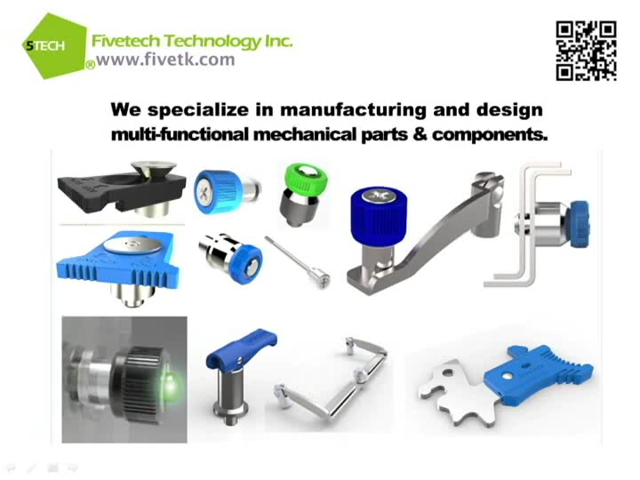 5TECH
Fivetech Technology Inc.
®www.fivetk.com
We specialize in manufacturing and design
multi-functional mechanical parts & components.